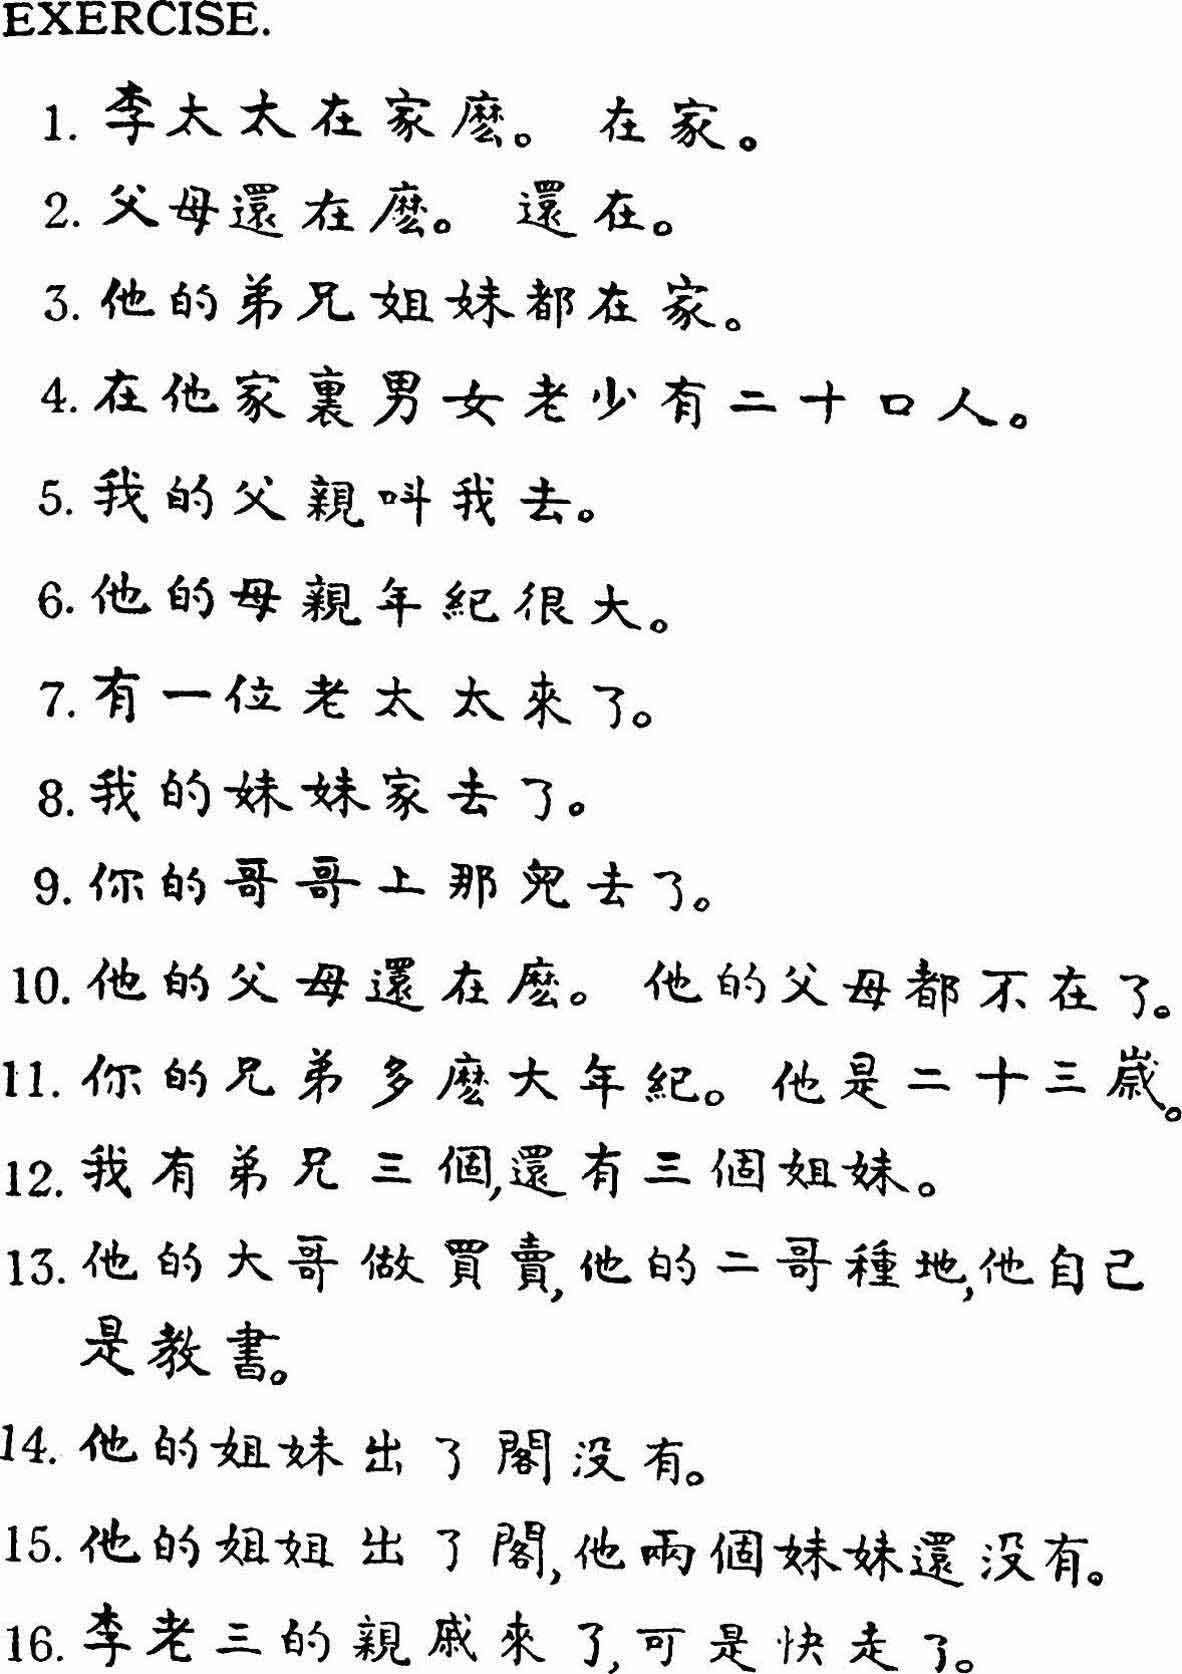 EXERCISE.
1. 李太太在家麽。 在家。
2. 父母還在麽。 還在。
3. 他的弟兄姐妹都在家。
4. 在他家裏男女老少有二十口人。
5. 我的父親呌我去。
6. 他的母親年紀很大。
7. 有一位老太太來了。
8. 我的妹妹家去了。
9. 你的哥哥上那兒去了。
10. 他的父母還在麽。 他的父母都不在了。
11. 你的兄弟多麽大年紀。 他是二十三歲。
12. 我有弟兄三個,還有三個姐妹。
13. 他的大哥做買賣,他的二哥種地,他自己
是教書。
14. 他的姐妹出了閣没有。
15. 他的姐姐出了閣,他兩個妹妹還没有。
16. 李老三的親戚來了,可是快走了。